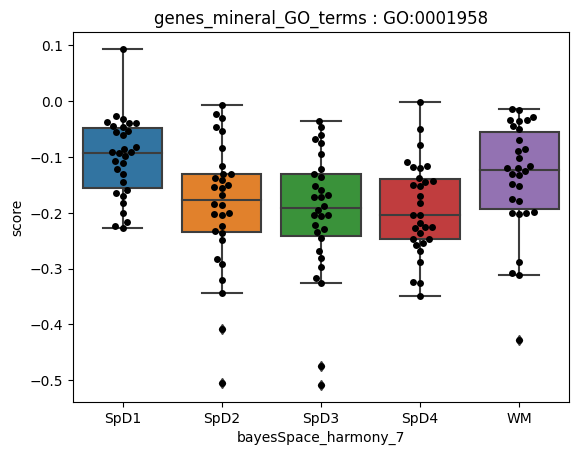 genes_mineral_GO_terms : GO:0001958
0.1
0.0
−0.1
−0.2
−0.3
−0.4
−0.5
score
SpD1 SpD2 SpD3 SpD4 WM
bayesSpace_harmony_7